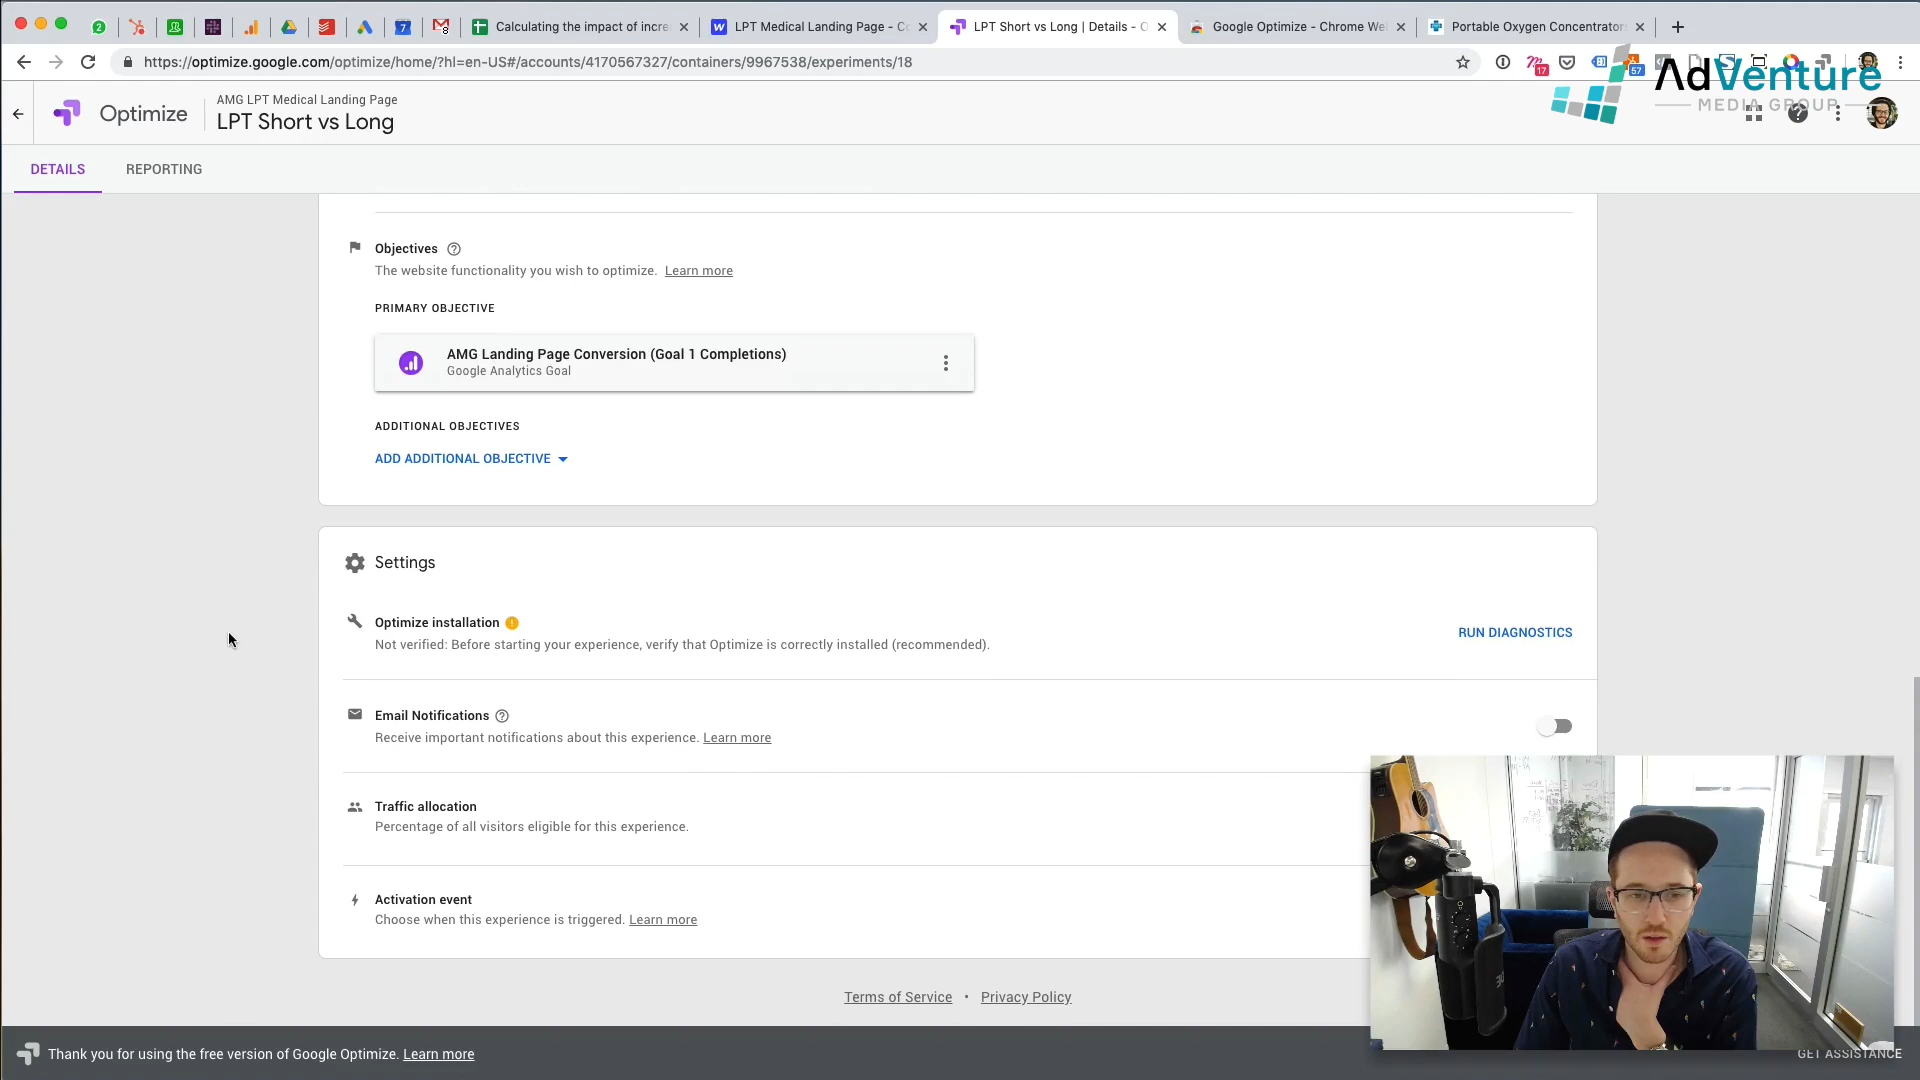 Calculating the impact of incre
LPT Medical Landing Page - Co
LPT Short vs Long | Details - O
Google Optimize - Chrome We
Portable Oxygen Concentrators
https://optimize.google.com/optimize/home/?hl=en-US#/accounts/4170567327/containers/9967538/experiments/18
17
57
AdVenture
MEDIA GROUP
Optimize
AMG LPT Medical Landing Page
LPT Short vs Long
DETAILS
REPORTING
Objectives
The website functionality you wish to optimize. Learn more
PRIMARY OBJECTIVE
AMG Landing Page Conversion (Goal 1 Completions)
Google Analytics Goal
ADDITIONAL OBJECTIVES
ADD ADDITIONAL OBJECTIVE
Settings
Optimize installation
Not verified: Before starting your experience, verify that Optimize is correctly installed (recommended).
RUN DIAGNOSTICS
Email Notifications
Receive important notifications about this experience. Learn more
Traffic allocation
Percentage of all visitors eligible for this experience.
Activation event
Choose when this experience is triggered. Learn more
Terms of Service • Privacy Policy
Thank you for using the free version of Google Optimize. Learn more
GET ASSISTANCE